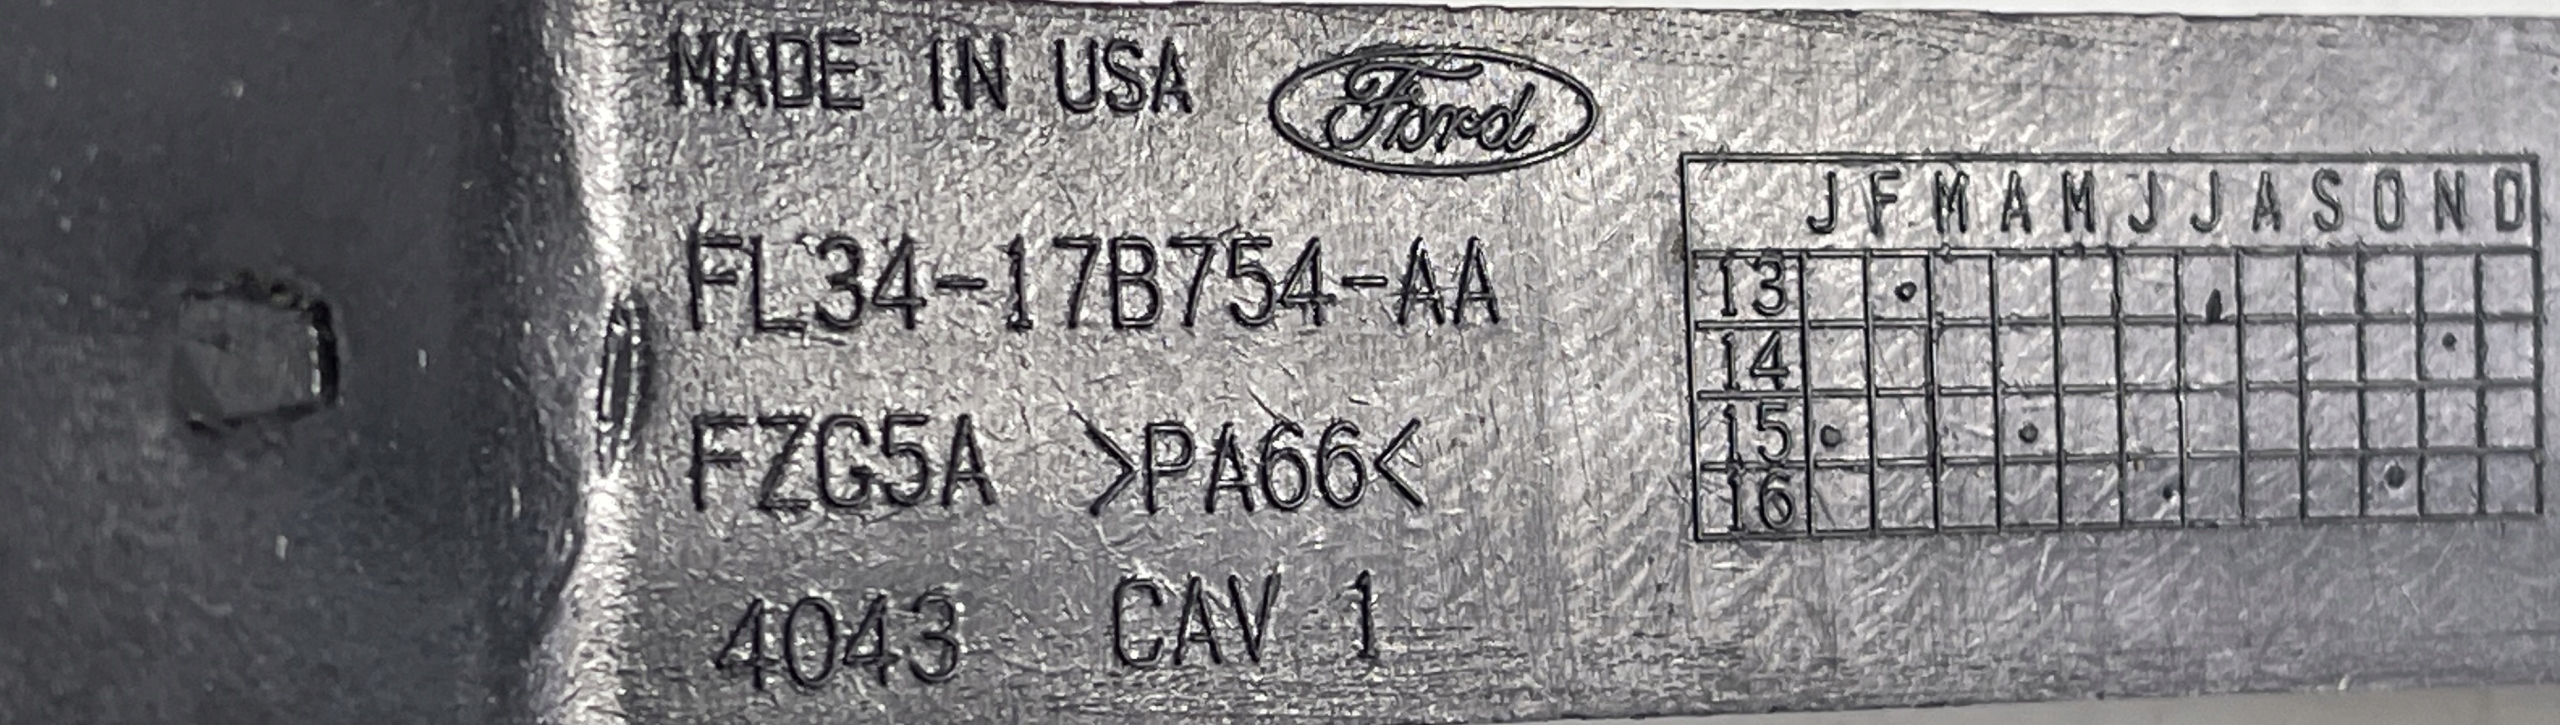 MADE IN USA Ford
FL34-17B754-AA
FZG5A >PA66<
4043 CAV 1
J F M A M J J A S O N D
13
14
15
16